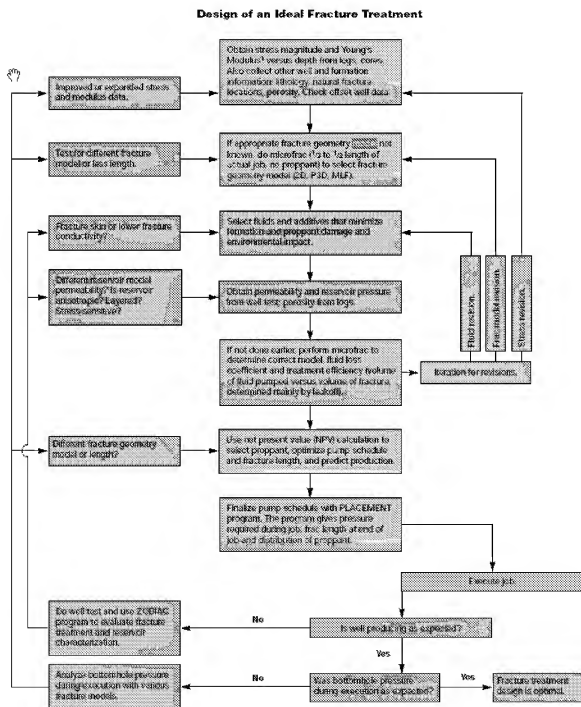 Design of an Ideal Fracture Treatment
Obtain stress magnitude and Young's
Modulus¹ versus depth from logs, cores.
Also collect other well and formation
information: lithology, natural fracture
locations, porosity. Check offset well data.
Improved or expanded stress
and modulus data.
If appropriate fracture geometry
known, do microfrac
actual job, no proppant) to select fracture
geometry model (2D, P3D, MLF).
Test for different fracture
model or less length.
Select fluids and additives that minimize
formation and proppant damage and
environmental impact.
Fracture skin or lower fracture
conductivity?
Different reservoir model
permeability? Is reservoir
anisotropic? Layered?
Stress sensitive?
Obtain permeability and reservoir pressure
from well test; porosity from logs.
Fluid revision.
Frac model revision.
Stress revision.
If not done earlier, perform microfrac to
determine correct model, fluid loss
coefficient and treatment efficiency (volume
of fluid pumped versus volume of fracture,
determined mainly by leakoff).
Iteration for revisions.
Different fracture geometry
model or length?
Use net present value (NPV) calculation to
select proppant, optimize pump schedule
and fracture length, and predict production.
Finalize pump schedule with PLACEMENT
program. The program gives pressure
required during job, frac length at end of
job and distribution of proppant.
Execute job.
Do well test and use ZODIAC
program to evaluate fracture
treatment and reservoir
characterization.
No
Is well producing as expected?
Yes
Analyze bottomhole pressure
during execution with various
fracture models.
No
Was bottomhole pressure
during execution as expected?
Yes
Fracture treatment
design is optimal.